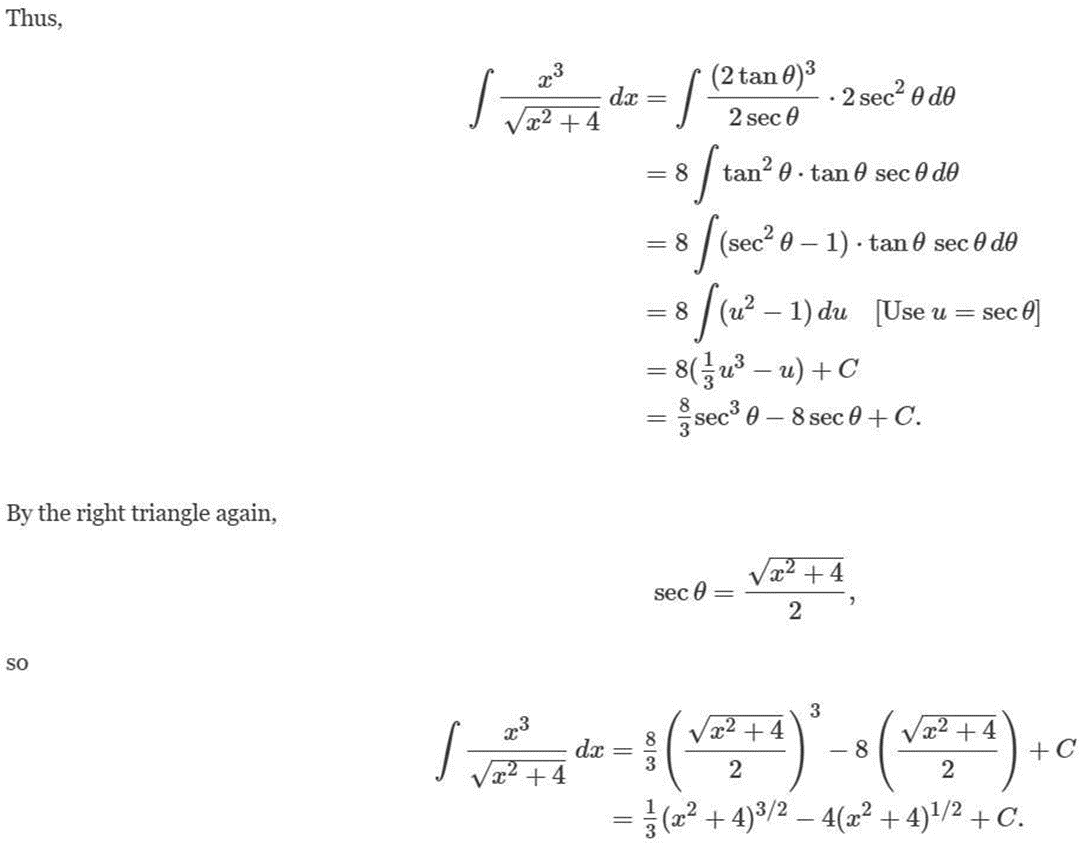 Thus,
∫ x³/√(x² + 4) dx = ∫ (2 tan θ)³/(2 sec θ) · 2 sec² θ dθ
= 8 ∫ tan² θ · tan θ sec θ dθ
= 8 ∫ (sec² θ − 1) · tan θ sec θ dθ
= 8 ∫ (u² − 1) du [Use u = sec θ]
= 8(⅓u³ − u) + C
= 8/3 sec³ θ − 8 sec θ + C.
By the right triangle again,
sec θ = √(x² + 4)/2,
so
∫ x³/√(x² + 4) dx = 8/3 (√(x² + 4)/2)³ − 8 (√(x² + 4)/2) + C
= ⅓(x² + 4)^{3/2} − 4(x² + 4)^{1/2} + C.